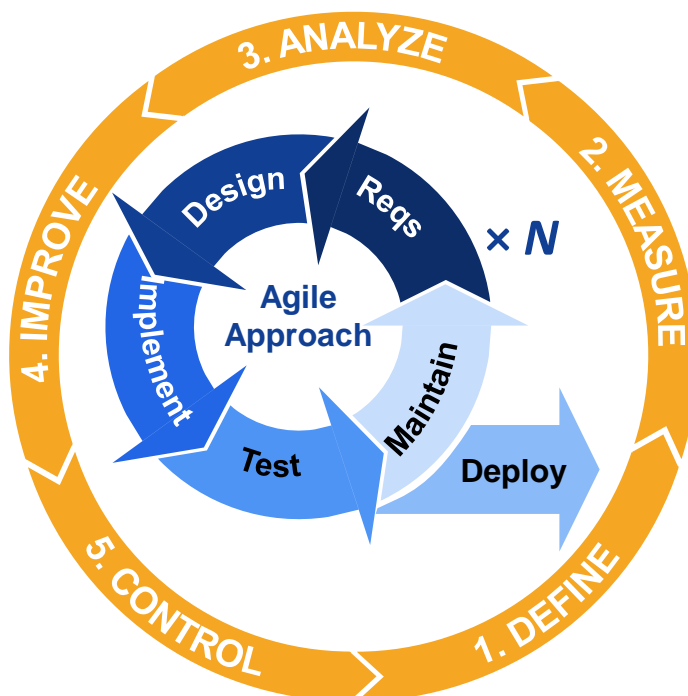 3. ANALYZE
2. MEASURE
4. IMPROVE
5. CONTROL
1. DEFINE
Design
Reqs
× N
Implement
Agile
Approach
Maintain
Test
Deploy